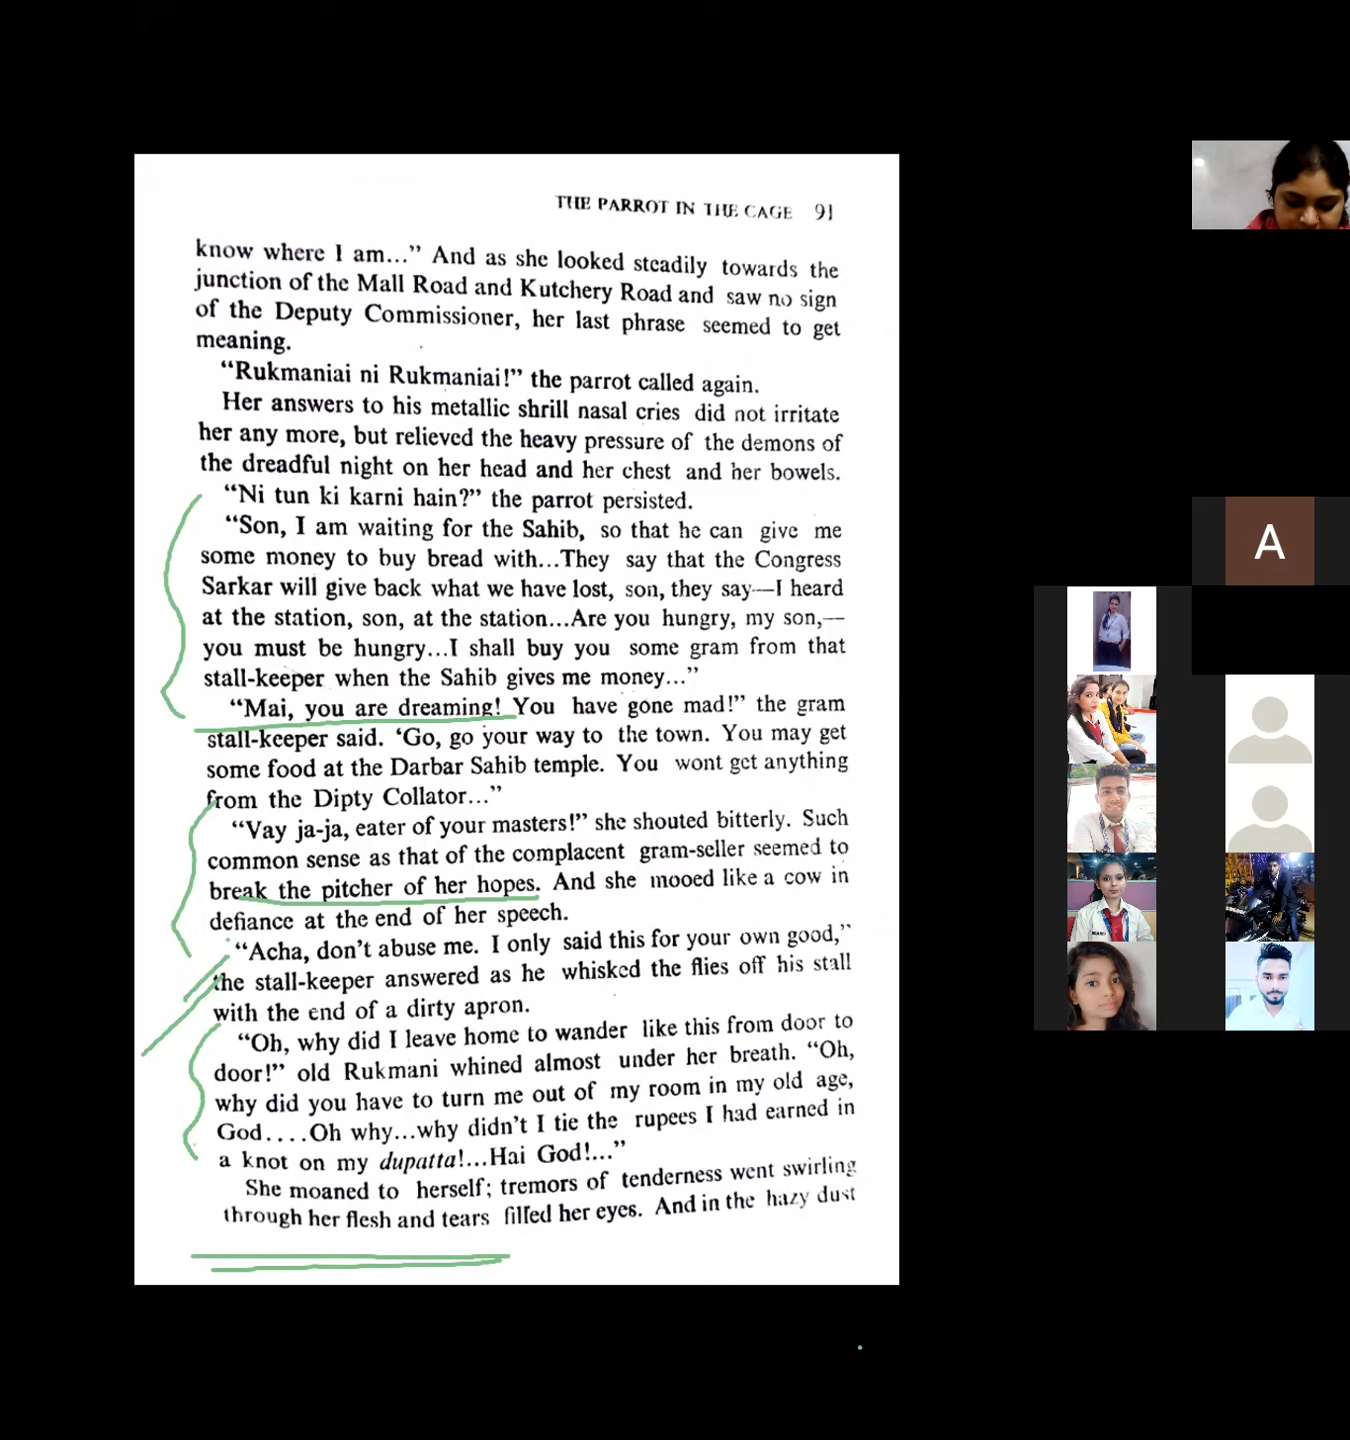 THE PARROT IN THE CAGE 91
know where I am...” And as she looked steadily towards the
junction of the Mall Road and Kutchery Road and saw no sign
of the Deputy Commissioner, her last phrase seemed to get
meaning.
“Rukmaniai ni Rukmaniai!” the parrot called again.
Her answers to his metallic shrill nasal cries did not irritate
her any more, but relieved the heavy pressure of the demons of
the dreadful night on her head and her chest and her bowels.
“Ni tun ki karni hain?” the parrot persisted.
“Son, I am waiting for the Sahib, so that he can give me
some money to buy bread with...They say that the Congress
Sarkar will give back what we have lost, son, they say—I heard
at the station, son, at the station...Are you hungry, my son,—
you must be hungry...I shall buy you some gram from that
stall-keeper when the Sahib gives me money...”
“Mai, you are dreaming! You have gone mad!” the gram
stall-keeper said. ‘Go, go your way to the town. You may get
some food at the Darbar Sahib temple. You wont get anything
from the Dipty Collator...”
“Vay ja-ja, eater of your masters!” she shouted bitterly. Such
common sense as that of the complacent gram-seller seemed to
break the pitcher of her hopes. And she mooed like a cow in
defiance at the end of her speech.
“Acha, don’t abuse me. I only said this for your own good,”
the stall-keeper answered as he whisked the flies off his stall
with the end of a dirty apron.
“Oh, why did I leave home to wander like this from door to
door!” old Rukmani whined almost under her breath. “Oh,
why did you have to turn me out of my room in my old age,
God....Oh why...why didn’t I tie the rupees I had earned in
a knot on my dupatta!...Hai God!...”
She moaned to herself; tremors of tenderness went swirling
through her flesh and tears filled her eyes. And in the hazy dust
A